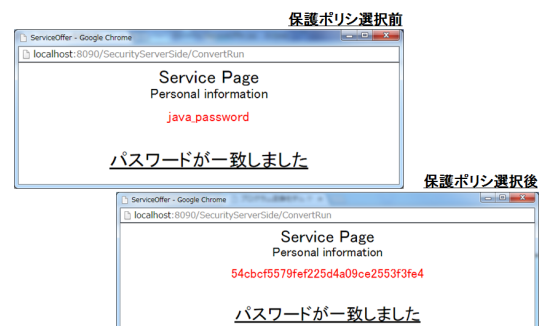 保護ポリシ選択前
ServiceOffer - Google Chrome
localhost:8090/SecurityServerSide/ConvertRun
Service Page
Personal information
java_password
パスワードが一致しました
保護ポリシ選択後
ServiceOffer - Google Chrome
localhost:8090/SecurityServerSide/ConvertRun
Service Page
Personal information
54cbcf5579fef225d4a09ce2553f3fe4
パスワードが一致しました